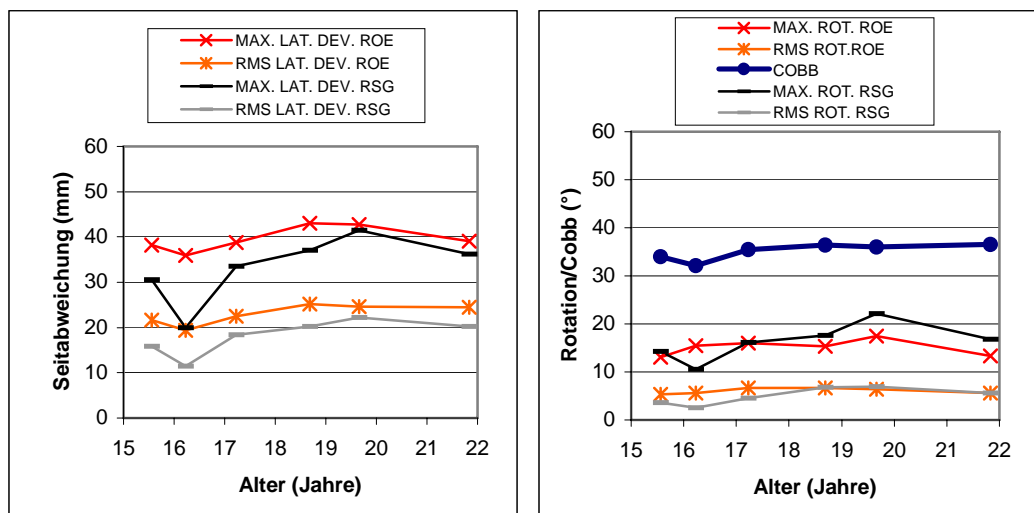 MAX. LAT. DEV. ROE
RMS LAT. DEV. ROE
MAX. LAT. DEV. RSG
RMS LAT. DEV. RSG
Seitabweichung (mm)
60
50
40
30
20
10
0
15 16 17 18 19 20 21 22
Alter (Jahre)
MAX. ROT. ROE
RMS ROT.ROE
COBB
MAX. ROT. RSG
RMS ROT. RSG
Rotation/Cobb (°)
60
50
40
30
20
10
0
15 16 17 18 19 20 21 22
Alter (Jahre)